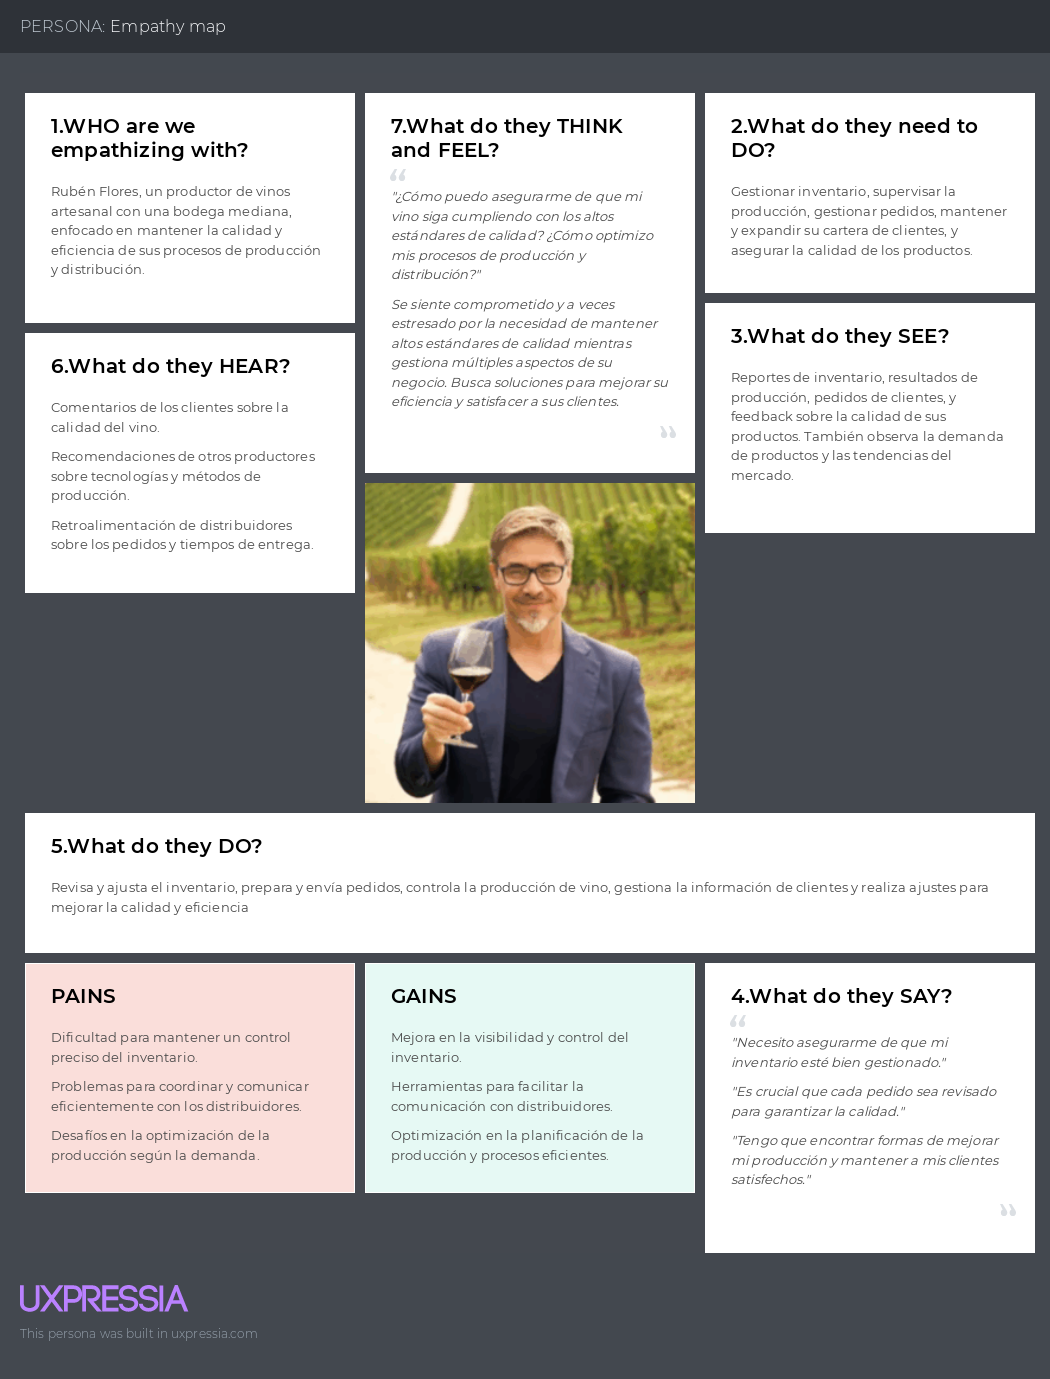 PERSONA: Empathy map
1.WHO are we
empathizing with?
Rubén Flores, un productor de vinos
artesanal con una bodega mediana,
enfocado en mantener la calidad y
eficiencia de sus procesos de producción
y distribución.
6.What do they HEAR?
Comentarios de los clientes sobre la
calidad del vino.
Recomendaciones de otros productores
sobre tecnologías y métodos de
producción.
Retroalimentación de distribuidores
sobre los pedidos y tiempos de entrega.
7.What do they THINK
and FEEL?
“
"¿Cómo puedo asegurarme de que mi
vino siga cumpliendo con los altos
estándares de calidad? ¿Cómo optimizo
mis procesos de producción y
distribución?"
Se siente comprometido y a veces
estresado por la necesidad de mantener
altos estándares de calidad mientras
gestiona múltiples aspectos de su
negocio. Busca soluciones para mejorar su
eficiencia y satisfacer a sus clientes.
”
2.What do they need to
DO?
Gestionar inventario, supervisar la
producción, gestionar pedidos, mantener
y expandir su cartera de clientes, y
asegurar la calidad de los productos.
3.What do they SEE?
Reportes de inventario, resultados de
producción, pedidos de clientes, y
feedback sobre la calidad de sus
productos. También observa la demanda
de productos y las tendencias del
mercado.
5.What do they DO?
Revisa y ajusta el inventario, prepara y envía pedidos, controla la producción de vino, gestiona la información de clientes y realiza ajustes para
mejorar la calidad y eficiencia
PAINS
Dificultad para mantener un control
preciso del inventario.
Problemas para coordinar y comunicar
eficientemente con los distribuidores.
Desafíos en la optimización de la
producción según la demanda.
GAINS
Mejora en la visibilidad y control del
inventario.
Herramientas para facilitar la
comunicación con distribuidores.
Optimización en la planificación de la
producción y procesos eficientes.
4.What do they SAY?
“
"Necesito asegurarme de que mi
inventario esté bien gestionado."
"Es crucial que cada pedido sea revisado
para garantizar la calidad."
"Tengo que encontrar formas de mejorar
mi producción y mantener a mis clientes
satisfechos."
”
UXPRESSIA
This persona was built in uxpressia.com